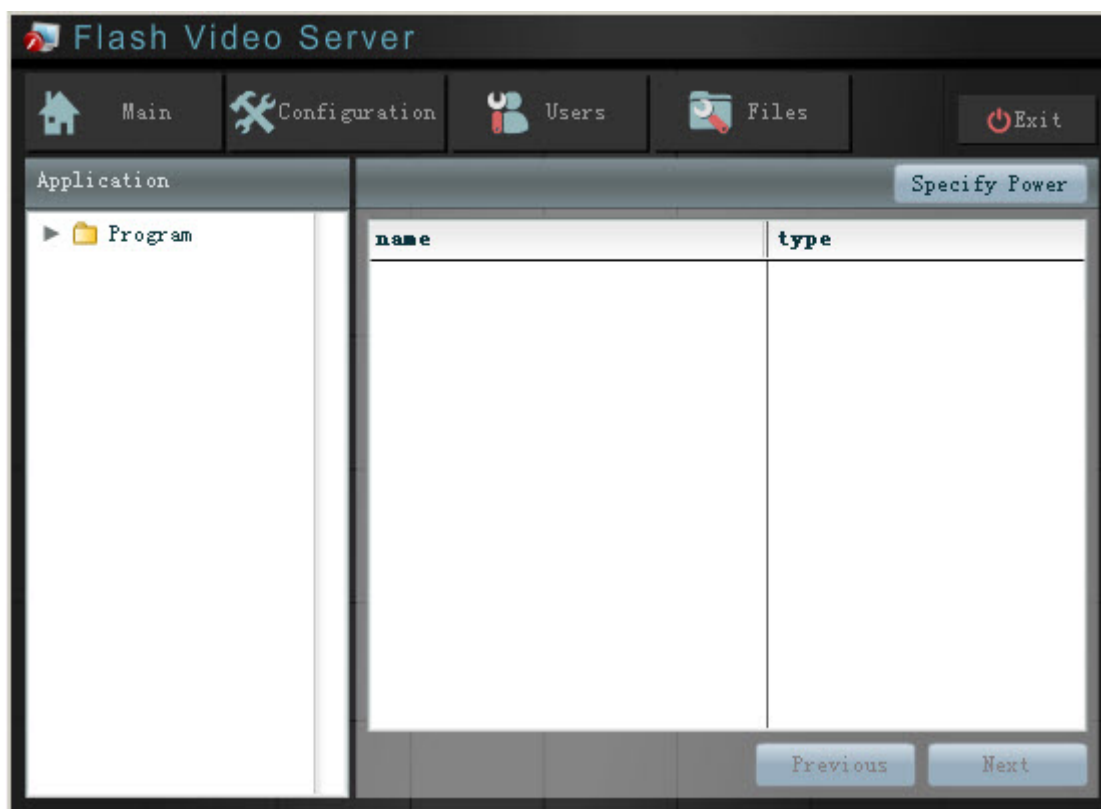 Flash Video Server
Main Configuration Users Files Exit
Application Specify Power
Program name type
Previous Next